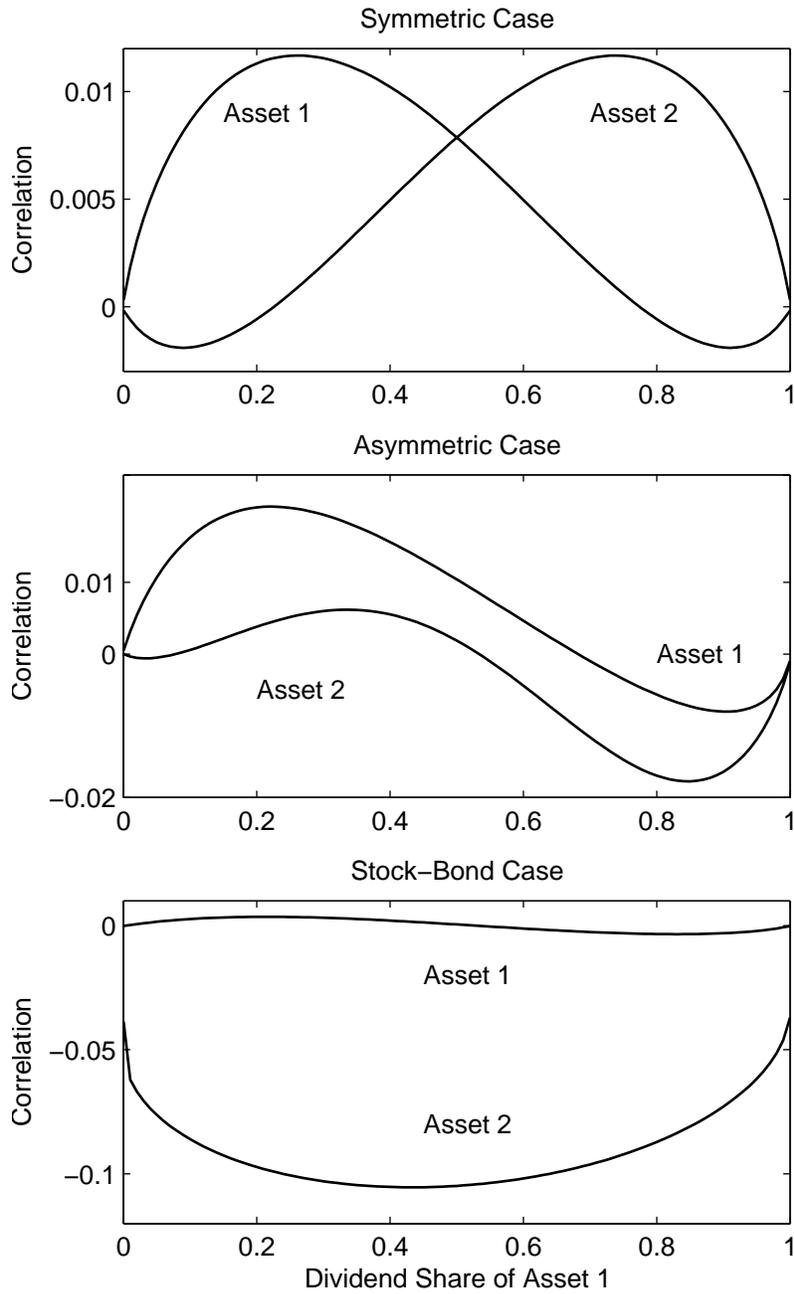 Symmetric Case
0.01
Asset 1
Asset 2
Correlation
0.005
0
0 0.2 0.4 0.6 0.8 1
Asymmetric Case
0.01
Correlation
0
Asset 1
Asset 2
−0.02
0 0.2 0.4 0.6 0.8 1
Stock−Bond Case
0
Asset 1
Correlation
−0.05
Asset 2
−0.1
0 0.2 0.4 0.6 0.8 1
Dividend Share of Asset 1